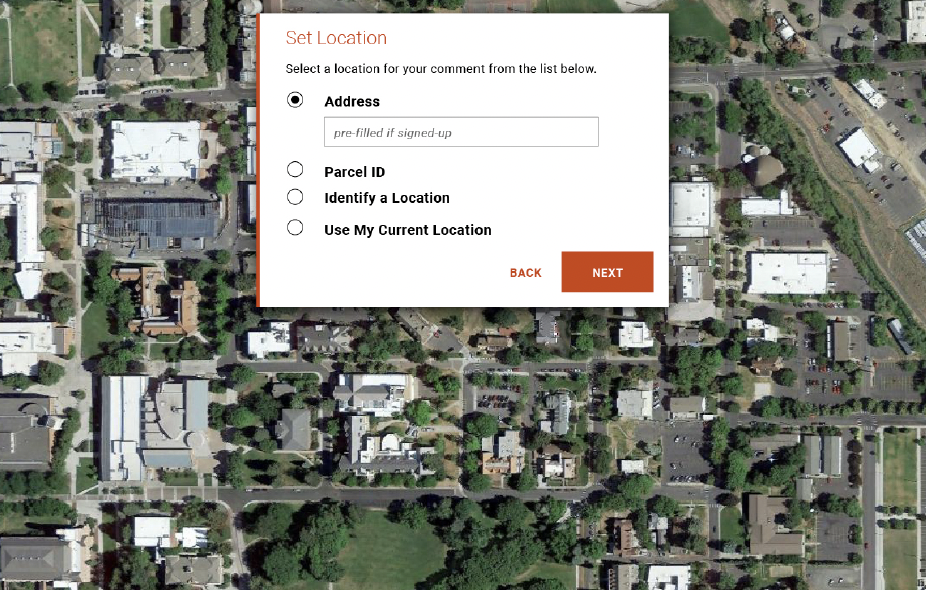 Set Location
Select a location for your comment from the list below.
Address
pre-filled if signed-up
Parcel ID
Identify a Location
Use My Current Location
BACK
NEXT